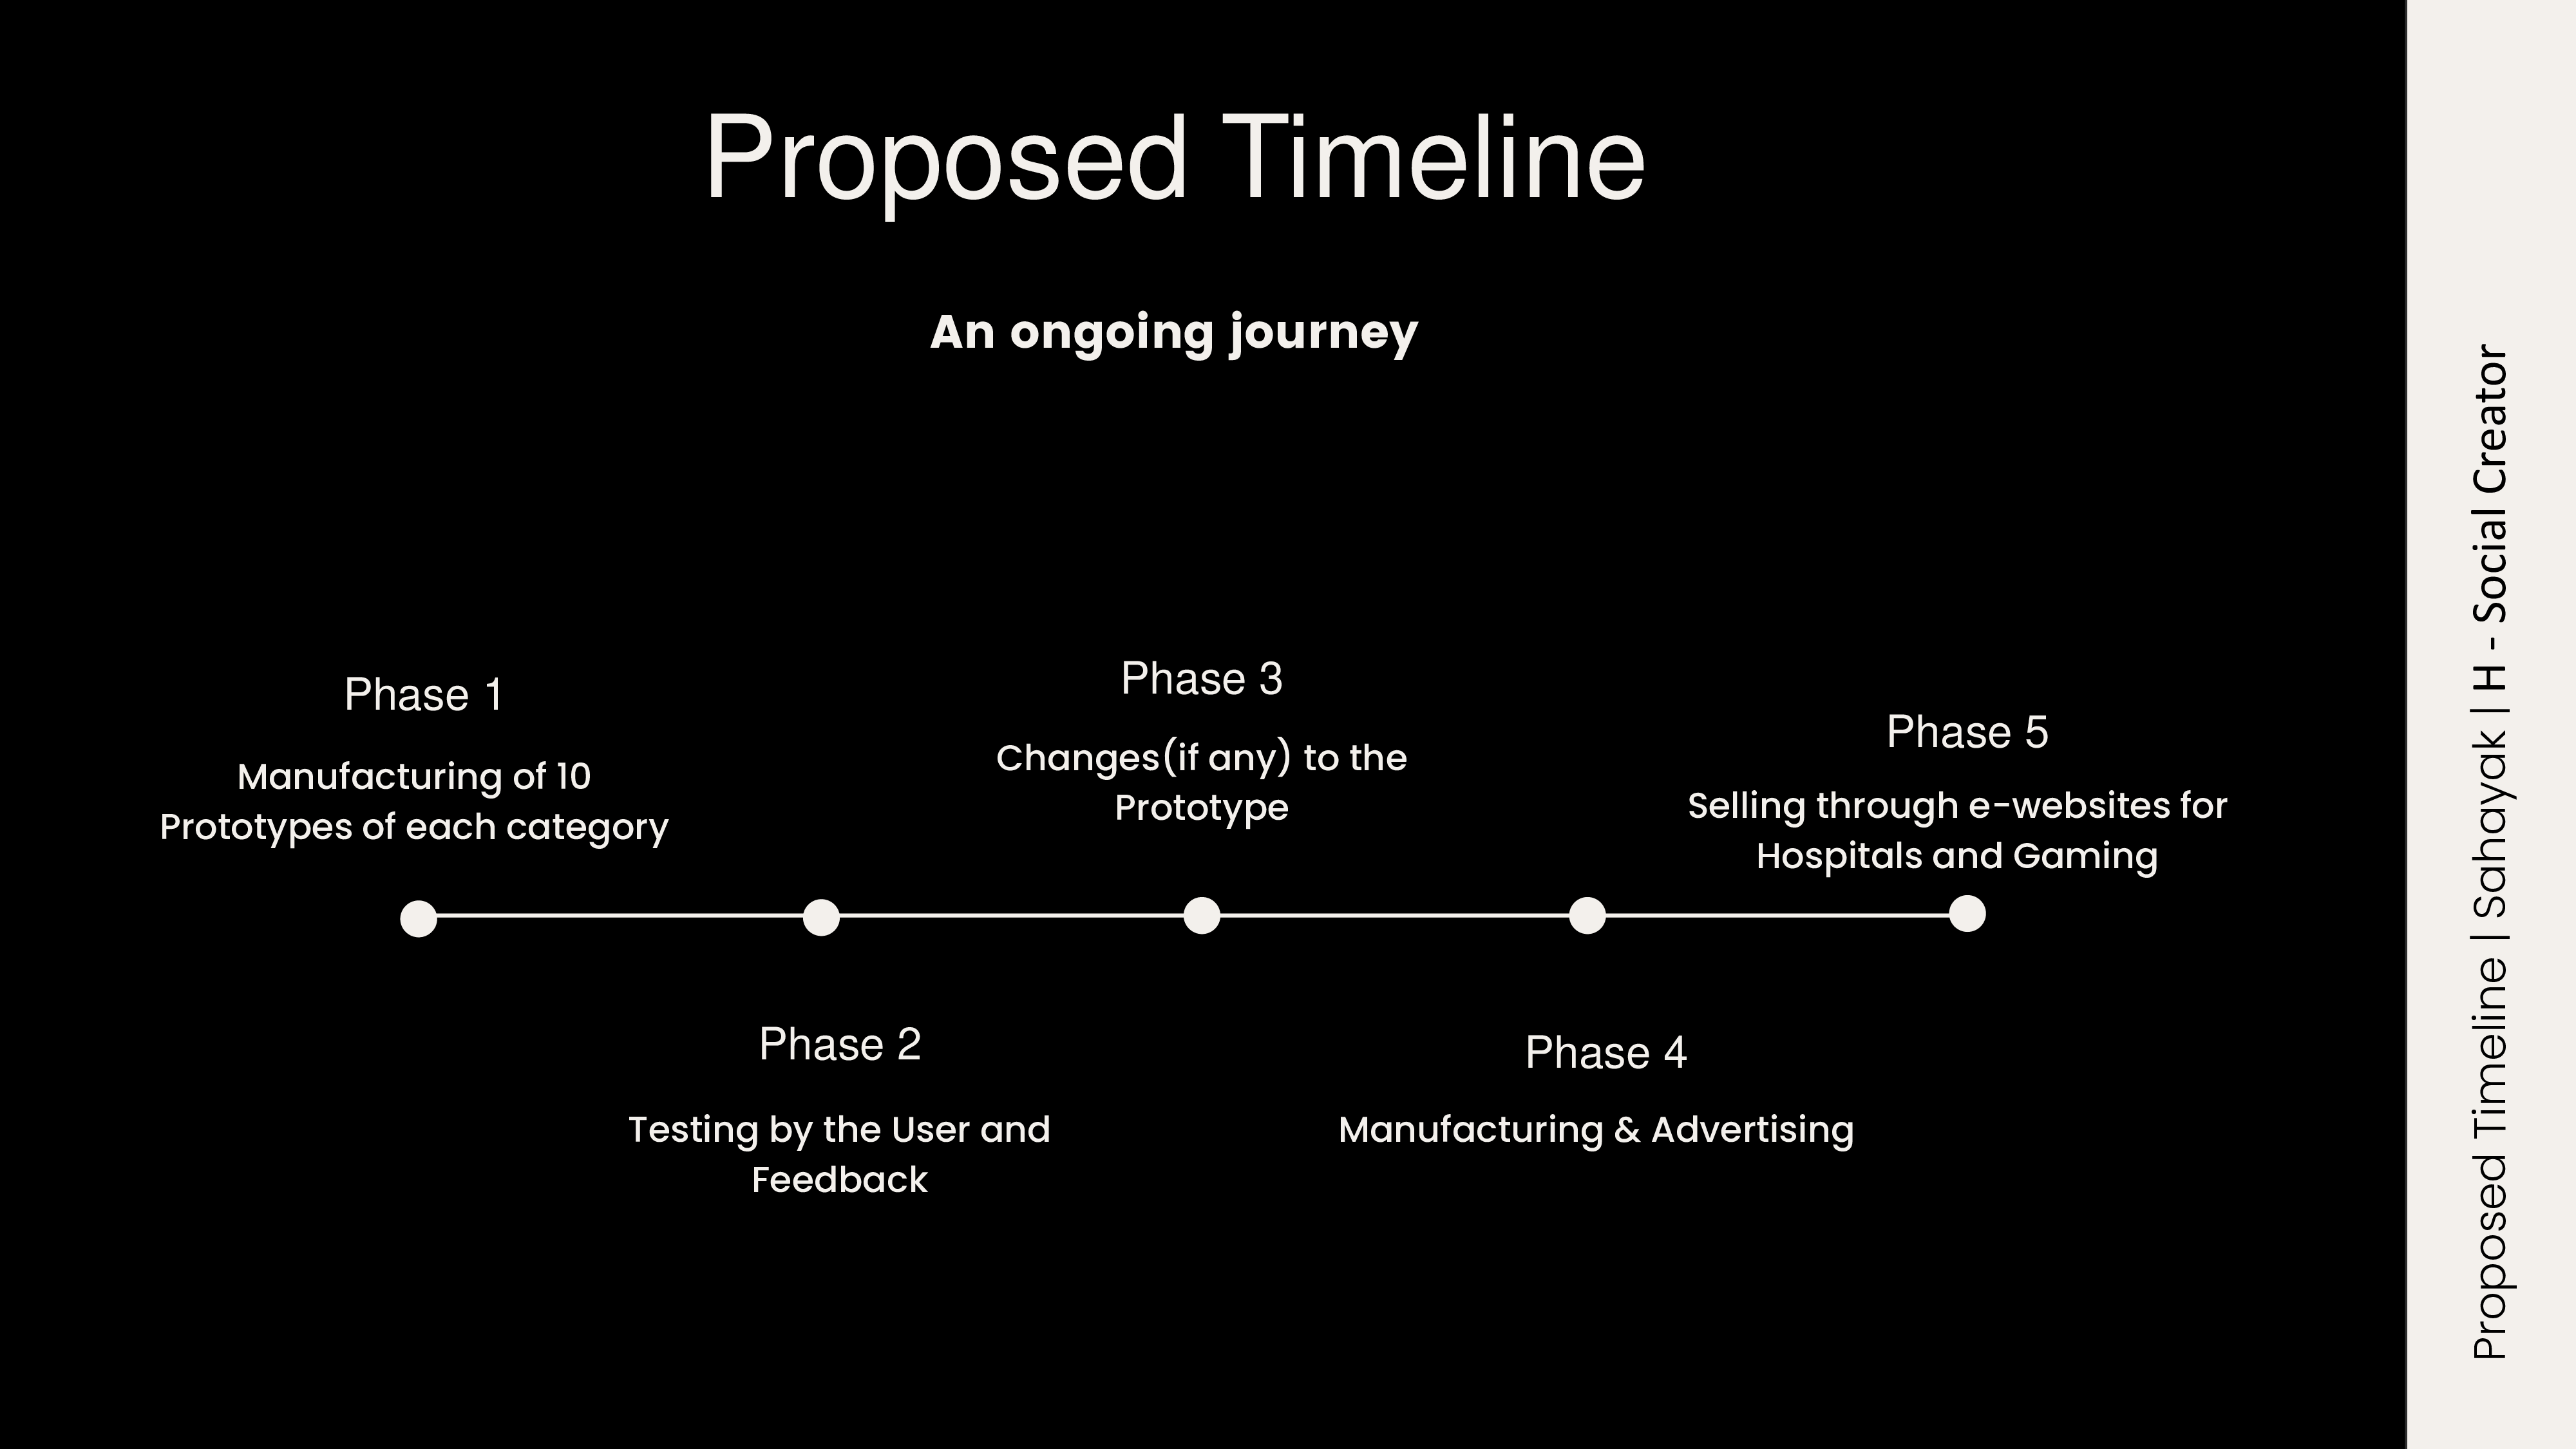 Proposed Timeline
An ongoing journey
Phase 1
Manufacturing of 10
Prototypes of each category
Phase 2
Testing by the User and
Feedback
Phase 3
Changes(if any) to the
Prototype
Phase 4
Manufacturing & Advertising
Phase 5
Selling through e-websites for
Hospitals and Gaming
Proposed Timeline | Sahayak | H - Social Creator